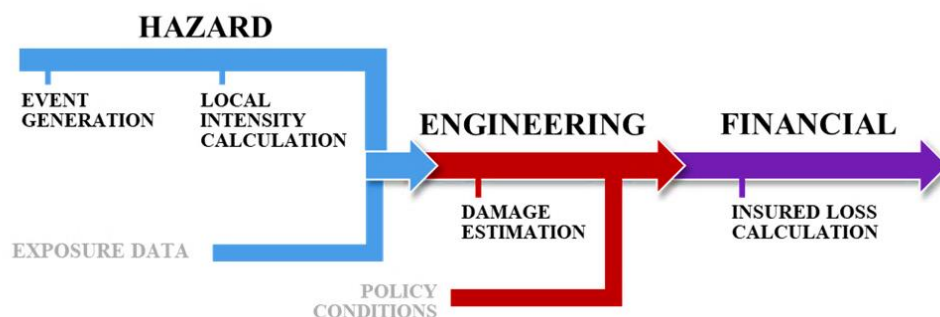 HAZARD
EVENT
GENERATION
LOCAL
INTENSITY
CALCULATION
EXPOSURE DATA
ENGINEERING
DAMAGE
ESTIMATION
POLICY
CONDITIONS
FINANCIAL
INSURED LOSS
CALCULATION